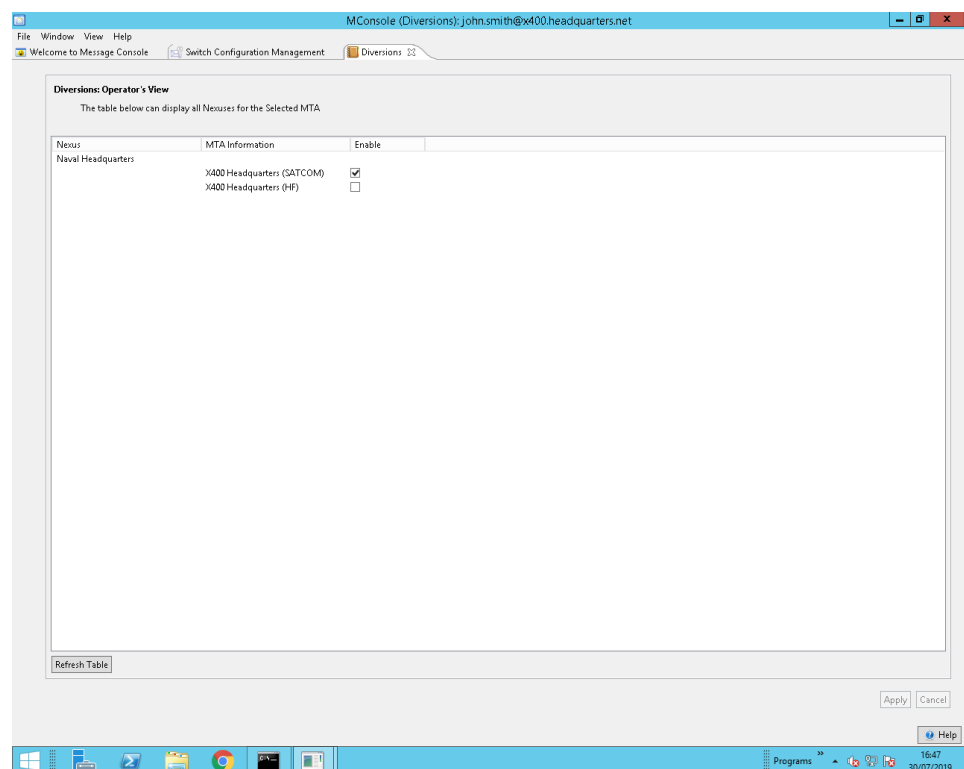 MConsole (Diversions): john.smith@x400.headquarters.net
File Window View Help
Welcome to Message Console Switch Configuration Management Diversions
Diversions: Operator's View
The table below can display all Nexuses for the Selected MTA
Nexus MTA Information Enable
Naval Headquarters
X400 Headquarters (SATCOM)
X400 Headquarters (HF)
Refresh Table
Apply Cancel
Help
Programs 16:47
30/07/2019